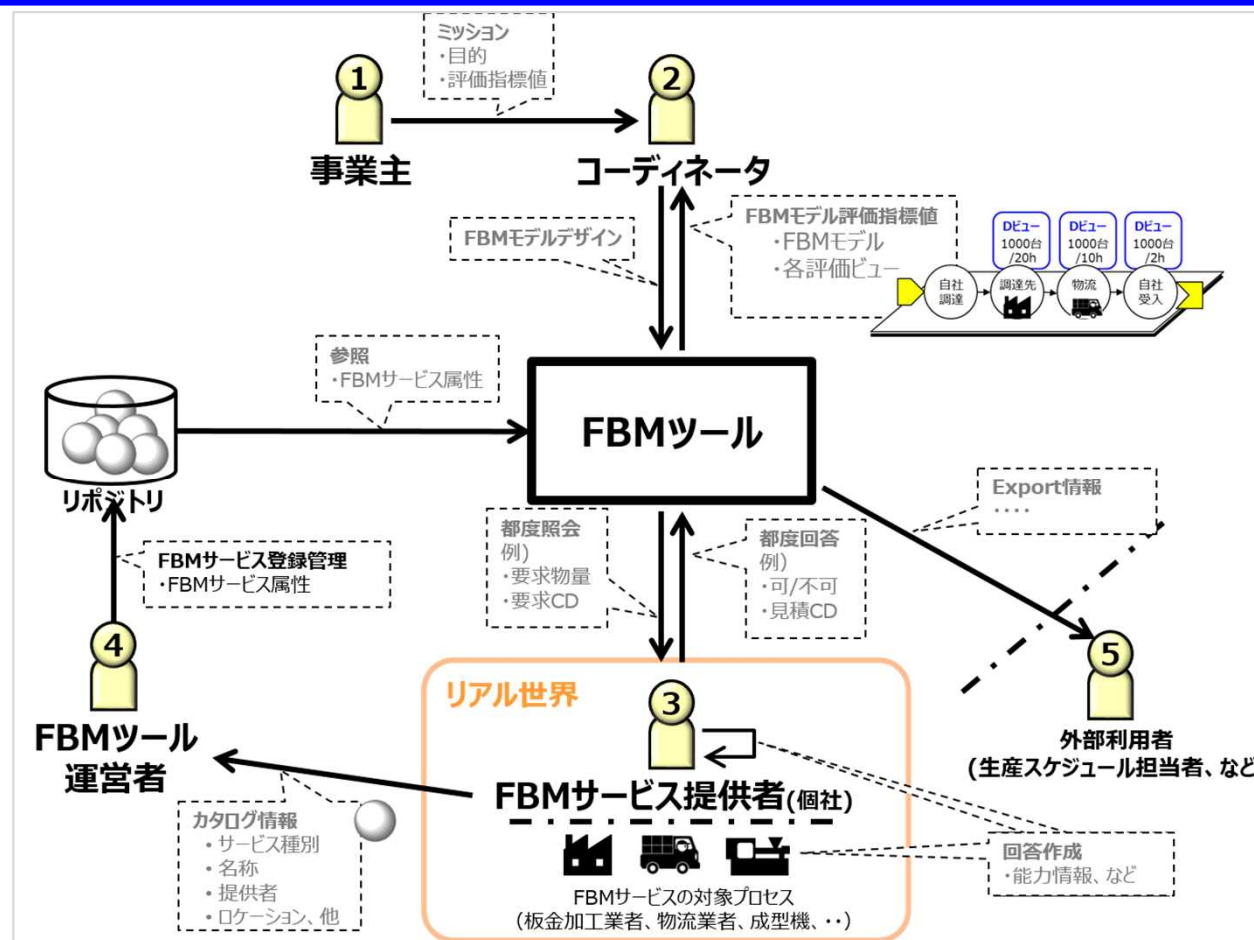 ミッション
・目的
・評価指標値
1
2
事業主
コーディネータ
FBMモデルデザイン
FBMモデル評価指標値
・FBMモデル
・各評価ビュー
Dビュー
1000台
/20h
Dビュー
1000台
/10h
Dビュー
1000台
/2h
自社
調達
調達先
物流
自社
受入
参照
・FBMサービス属性
FBMツール
リポジトリ
Export情報
・・・・
都度照会
例)
・要求物量
・要求CD
都度回答
例)
・可/不可
・見積CD
FBMサービス登録管理
・FBMサービス属性
4
FBMツール
運営者
リアル世界
3
5
外部利用者
(生産スケジュール担当者、など
FBMサービス提供者(個社)
カタログ情報
・サービス種別
・名称
・提供者
・ロケーション、他
回答作成
・能力情報、など
FBMサービスの対象プロセス
(板金加工業者、物流業者、成型機、・・)